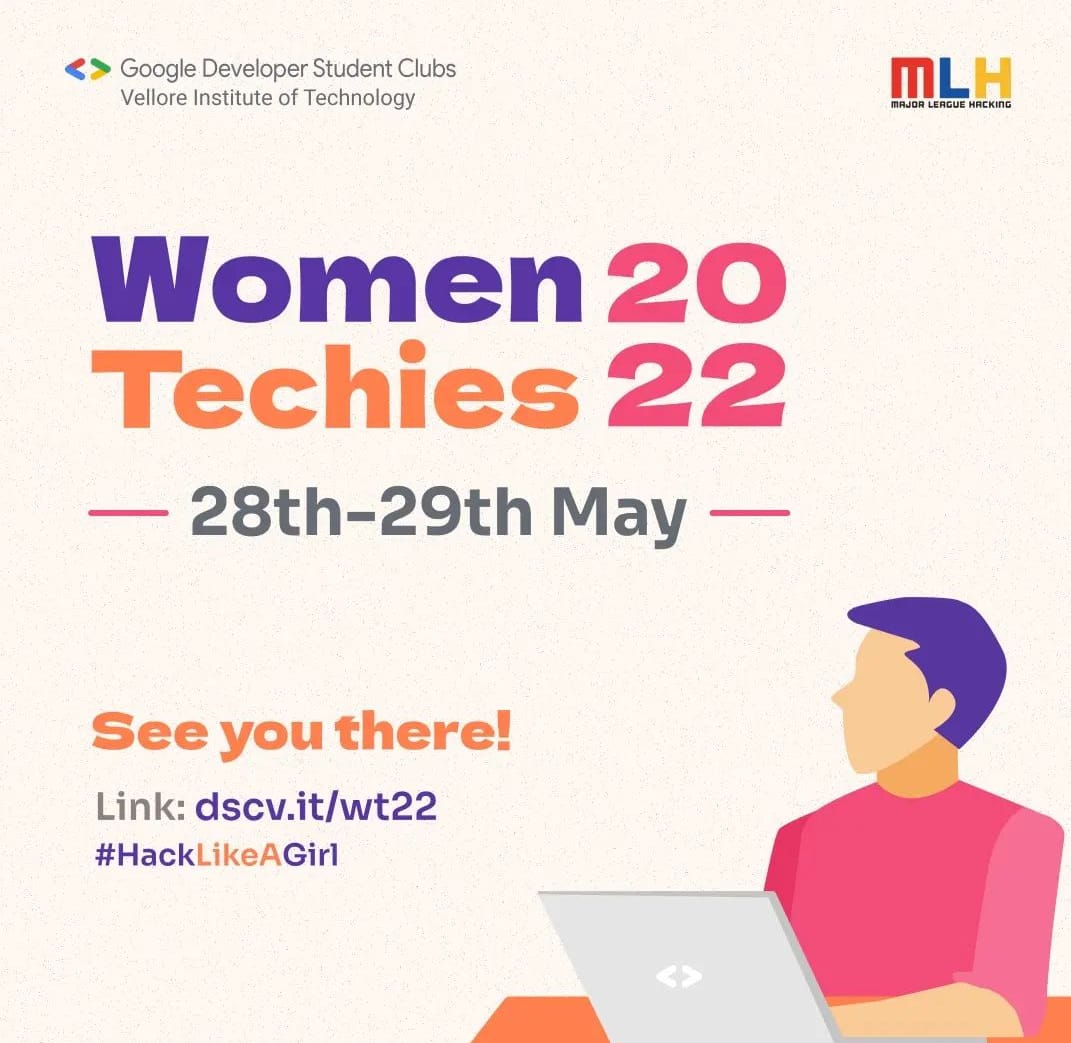 Google Developer Student Clubs
Vellore Institute of Technology
MLH
MAJOR LEAGUE HACKING
Women 20
Techies 22
28th-29th May
See you there!
Link: dscv.it/wt22
#HackLikeAGirl